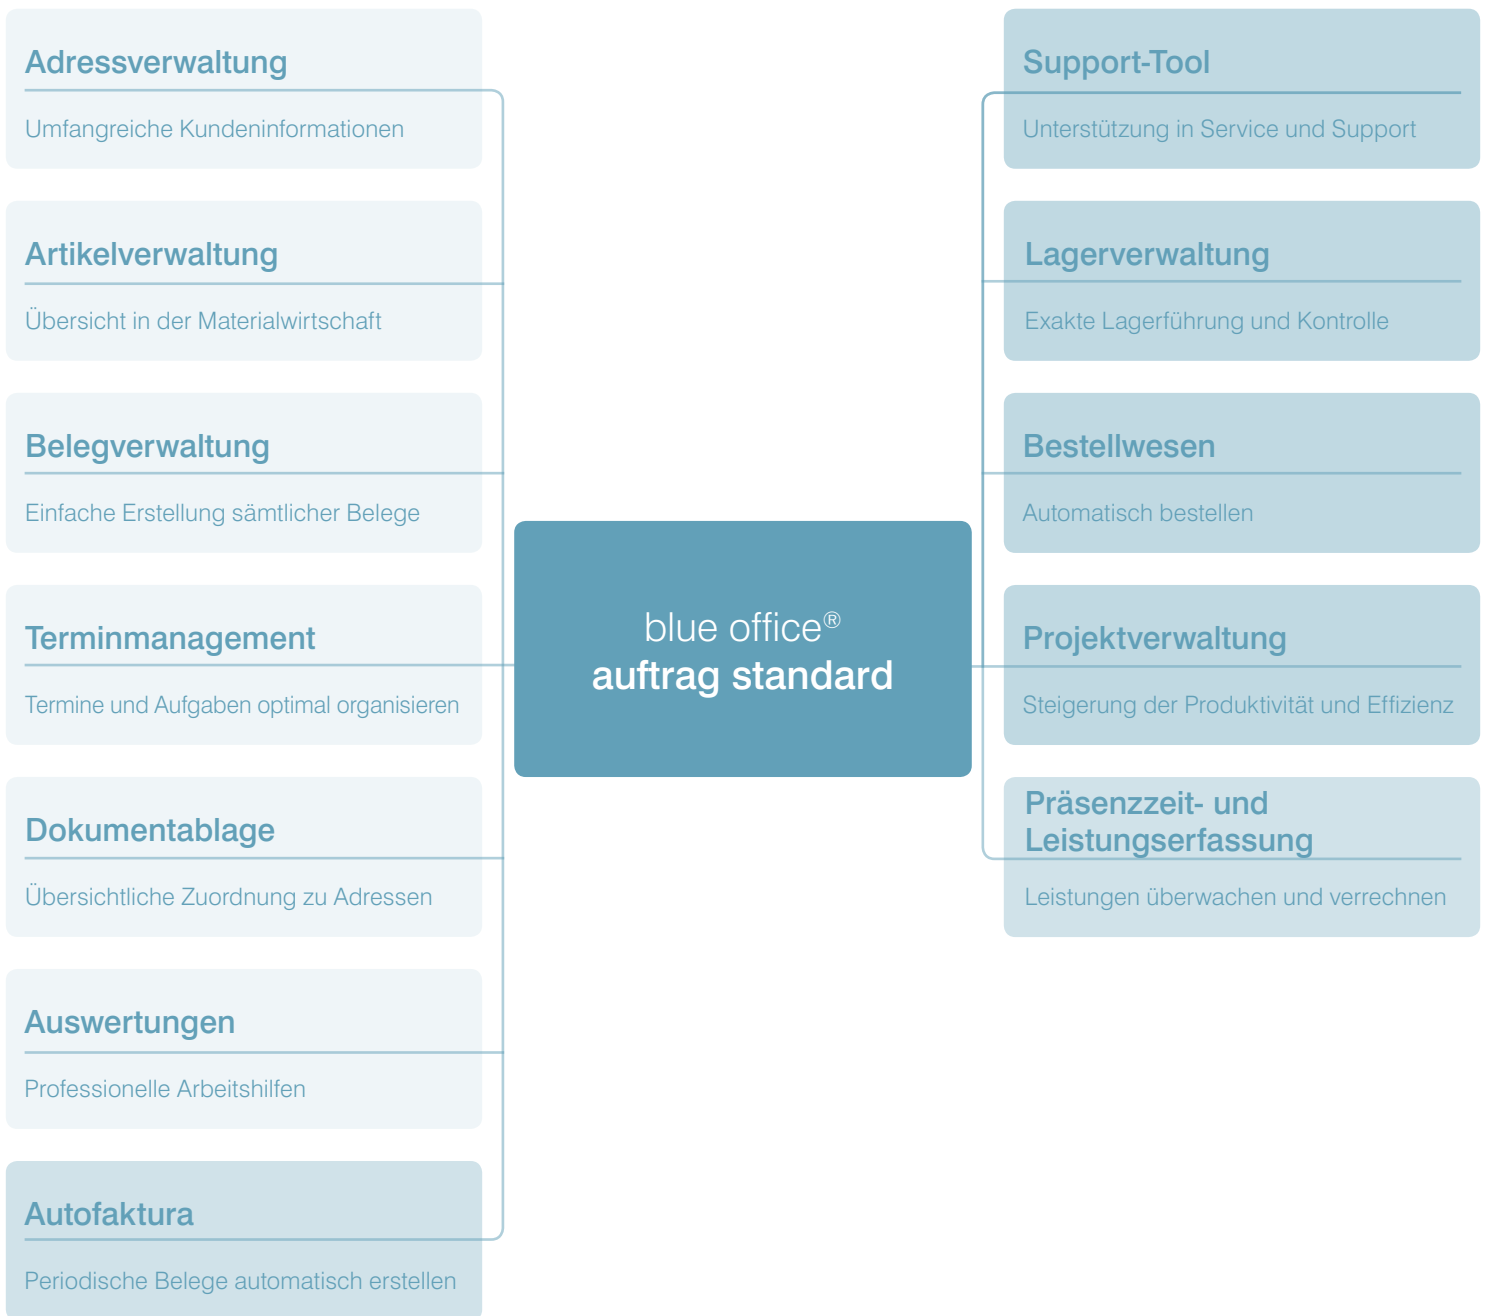 Adressverwaltung
Umfangreiche Kundeninformationen
Artikelverwaltung
Übersicht in der Materialwirtschaft
Belegverwaltung
Einfache Erstellung sämtlicher Belege
Terminmanagement
Termine und Aufgaben optimal organisieren
Dokumentablage
Übersichtliche Zuordnung zu Adressen
Auswertungen
Professionelle Arbeitshilfen
Autofaktura
Periodische Belege automatisch erstellen
blue office®
auftrag standard
Support-Tool
Unterstützung in Service und Support
Lagerverwaltung
Exakte Lagerführung und Kontrolle
Bestellwesen
Automatisch bestellen
Projektverwaltung
Steigerung der Produktivität und Effizienz
Präsenzzeit- und
Leistungserfassung
Leistungen überwachen und verrechnen